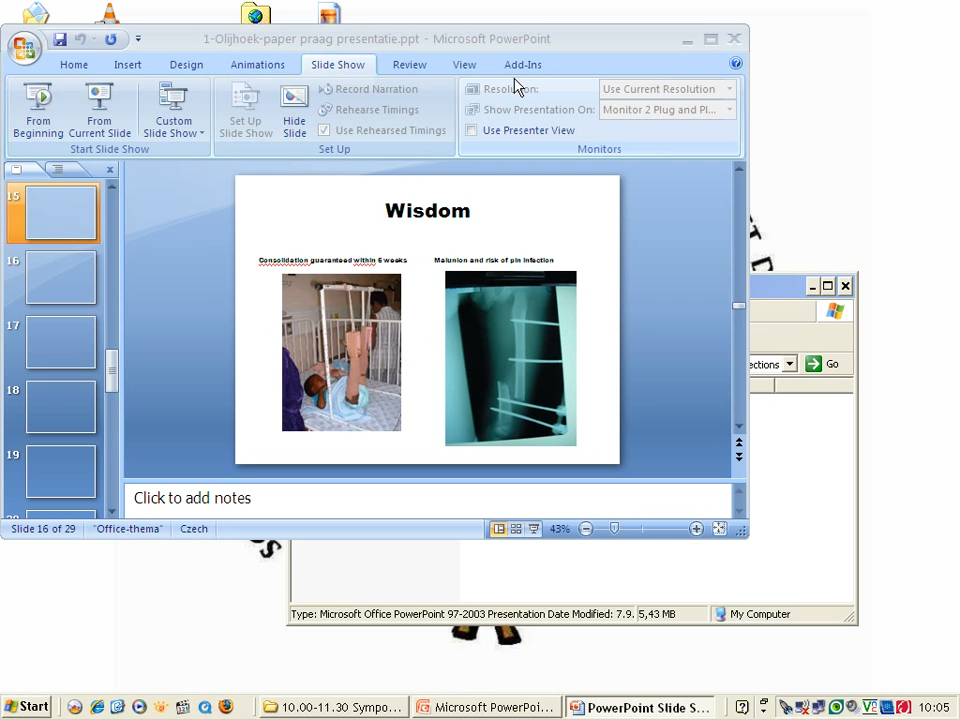 1-Olijhoek-paper praag presentatie.ppt - Microsoft PowerPoint
Home Insert Design Animations Slide Show Review View Add-Ins
From Beginning
From Current Slide
Custom Slide Show
Start Slide Show
Set Up Slide Show
Hide Slide
Record Narration
Rehearse Timings
Use Rehearsed Timings
Set Up
Resolution:
Use Current Resolution
Show Presentation On:
Monitor 2 Plug and Pl...
Use Presenter View
Monitors
15
16
17
18
19
Wisdom
Consolidation guaranteed within 6 weeks
Malunion and risk of pin infection
Click to add notes
Slide 16 of 29 "Office-thema" Czech 43%
ections Go
Type: Microsoft Office PowerPoint 97-2003 Presentation Date Modified: 7.9. 5,43 MB My Computer
Start 10.00-11.30 Sympo... Microsoft PowerPoi... PowerPoint Slide S... 10:05